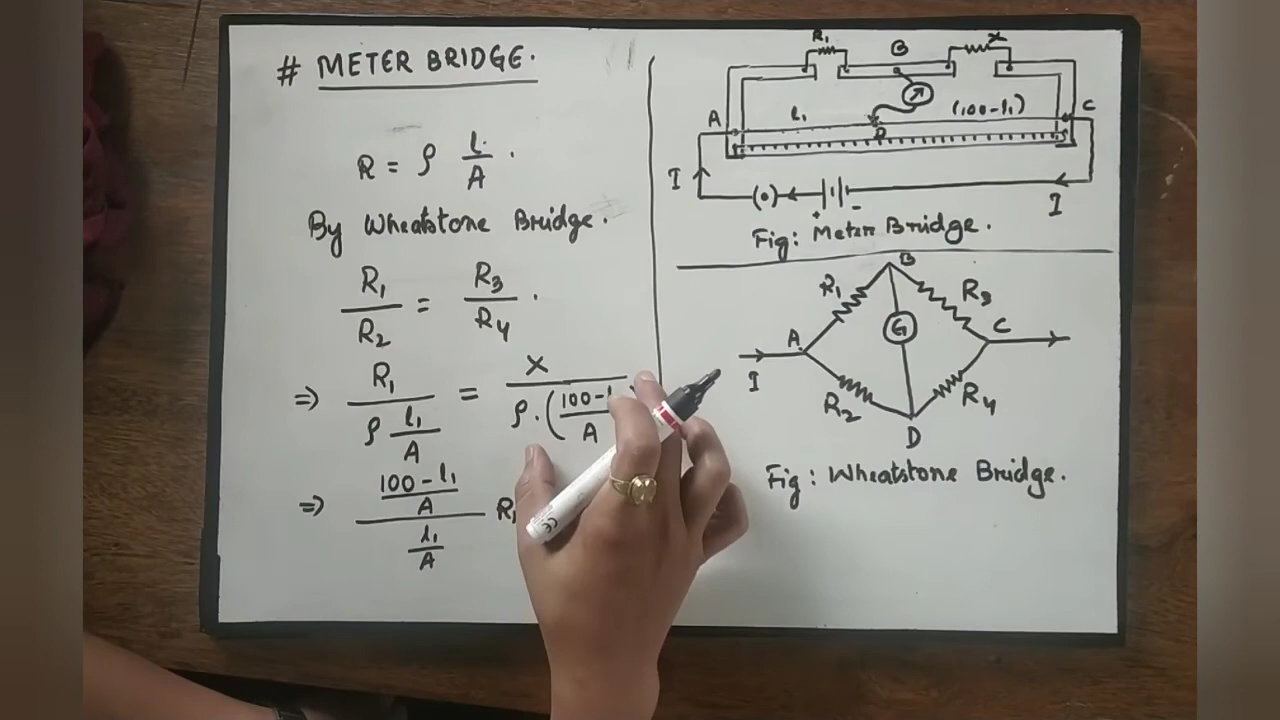 # METER BRIDGE.
R = ρ l/A .
By Wheatstone Bridge.
R₁/R₂ = R₃/R₄ .
⇒ R₁/(ρ l₁/A) = X/(ρ.(100-l
A
⇒ ((100-l₁)/A)/(l₁/A) R₁
R₁ B X
A l₁ (100-l₁) C
D
I + - I
Fig: Meter Bridge.
B
R₁ R₃
A G C
I
R₂ R₄
D
Fig: Wheatstone Bridge.